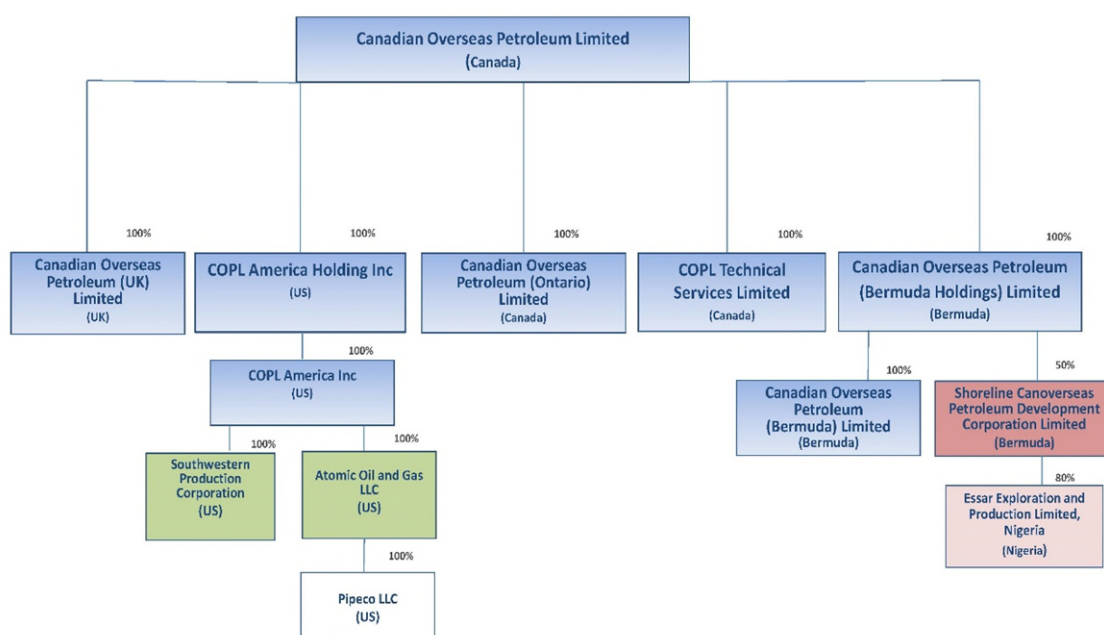 Canadian Overseas Petroleum Limited
(Canada)
100%
100%
100%
100%
100%
Canadian Overseas
Petroleum (UK)
Limited
(UK)
COPL America Holding Inc
(US)
Canadian Overseas
Petroleum (Ontario)
Limited
(Canada)
COPL Technical
Services Limited
(Canada)
Canadian Overseas Petroleum
(Bermuda Holdings) Limited
(Bermuda)
100%
COPL America Inc
(US)
100%
Canadian Overseas
Petroleum
(Bermuda) Limited
(Bermuda)
50%
Shoreline Canoverseas
Petroleum Development
Corporation Limited
(Bermuda)
100%
Southwestern
Production
Corporation
(US)
100%
Atomic Oil and Gas
LLC
(US)
80%
Essar Exploration and
Production Limited,
Nigeria
(Nigeria)
100%
Pipeco LLC
(US)